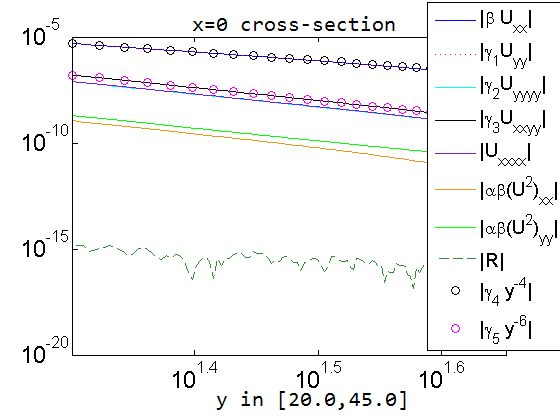 x=0 cross-section
10^-5
10^-10
10^-15
10^-20
10^1.4
10^1.5
10^1.6
y in [20.0,45.0]
|β U_xx|
|γ_1 U_yy|
|γ_2 U_yyyy|
|γ_3 U_xxyy|
|U_xxxx|
|αβ(U^2)_xx|
|αβ(U^2)_yy|
|R|
|γ_4 y^-4|
|γ_5 y^-6|